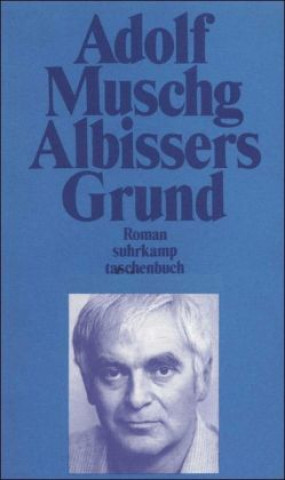 Adolf
Muschg
Albissers
Grund
Roman
suhrkamp
taschenbuch